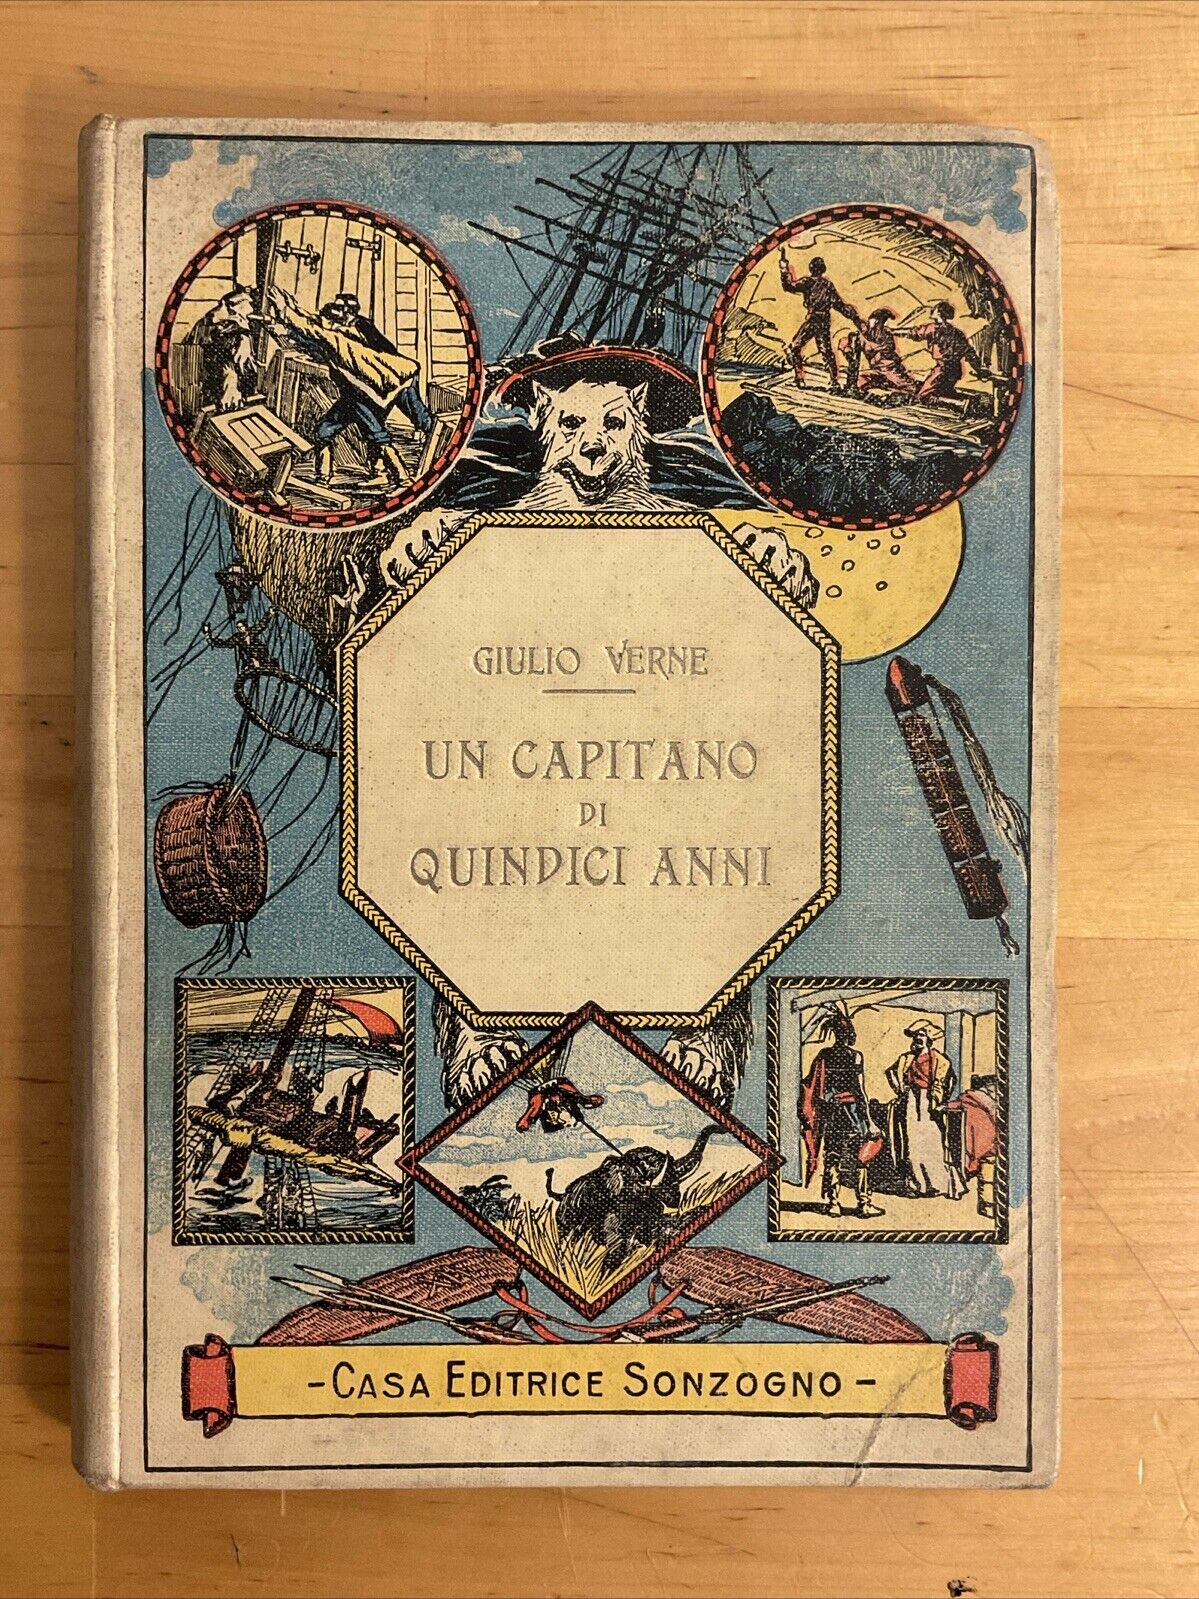 GIULIO VERNE
UN CAPITANO
DI
QUINDICI ANNI
- CASA EDITRICE SONZOGNO -